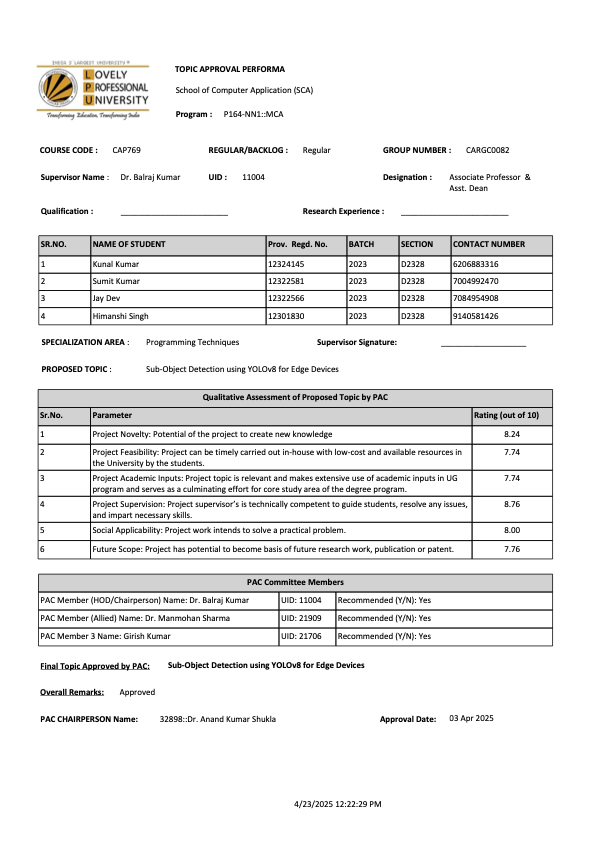 INDIA'S LARGEST UNIVERSITY *
LOVELY
PROFESSIONAL
UNIVERSITY
Transforming Education, Transforming India
TOPIC APPROVAL PERFORMA
School of Computer Application (SCA)
Program : P164-NN1::MCA
COURSE CODE : CAP769 REGULAR/BACKLOG : Regular GROUP NUMBER : CARGC0082
Supervisor Name : Dr. Balraj Kumar UID : 11004 Designation : Associate Professor &
Asst. Dean
Qualification : ________________________ Research Experience : ________________________
SR.NO. NAME OF STUDENT Prov. Regd. No. BATCH SECTION CONTACT NUMBER
1 Kunal Kumar 12324145 2023 D2328 6206883316
2 Sumit Kumar 12322581 2023 D2328 7004992470
3 Jay Dev 12322566 2023 D2328 7084954908
4 Himanshi Singh 12301830 2023 D2328 9140581426
SPECIALIZATION AREA : Programming Techniques Supervisor Signature: ___________________
PROPOSED TOPIC : Sub-Object Detection using YOLOv8 for Edge Devices
Qualitative Assessment of Proposed Topic by PAC
Sr.No. Parameter Rating (out of 10)
1 Project Novelty: Potential of the project to create new knowledge 8.24
2 Project Feasibility: Project can be timely carried out in-house with low-cost and available resources in 7.74
the University by the students.
3 Project Academic Inputs: Project topic is relevant and makes extensive use of academic inputs in UG 7.74
program and serves as a culminating effort for core study area of the degree program.
4 Project Supervision: Project supervisor's is technically competent to guide students, resolve any issues, 8.76
and impart necessary skills.
5 Social Applicability: Project work intends to solve a practical problem. 8.00
6 Future Scope: Project has potential to become basis of future research work, publication or patent. 7.76
PAC Committee Members
PAC Member (HOD/Chairperson) Name: Dr. Balraj Kumar UID: 11004 Recommended (Y/N): Yes
PAC Member (Allied) Name: Dr. Manmohan Sharma UID: 21909 Recommended (Y/N): Yes
PAC Member 3 Name: Girish Kumar UID: 21706 Recommended (Y/N): Yes
Final Topic Approved by PAC: Sub-Object Detection using YOLOv8 for Edge Devices
Overall Remarks: Approved
PAC CHAIRPERSON Name: 32898::Dr. Anand Kumar Shukla Approval Date: 03 Apr 2025
4/23/2025 12:22:29 PM